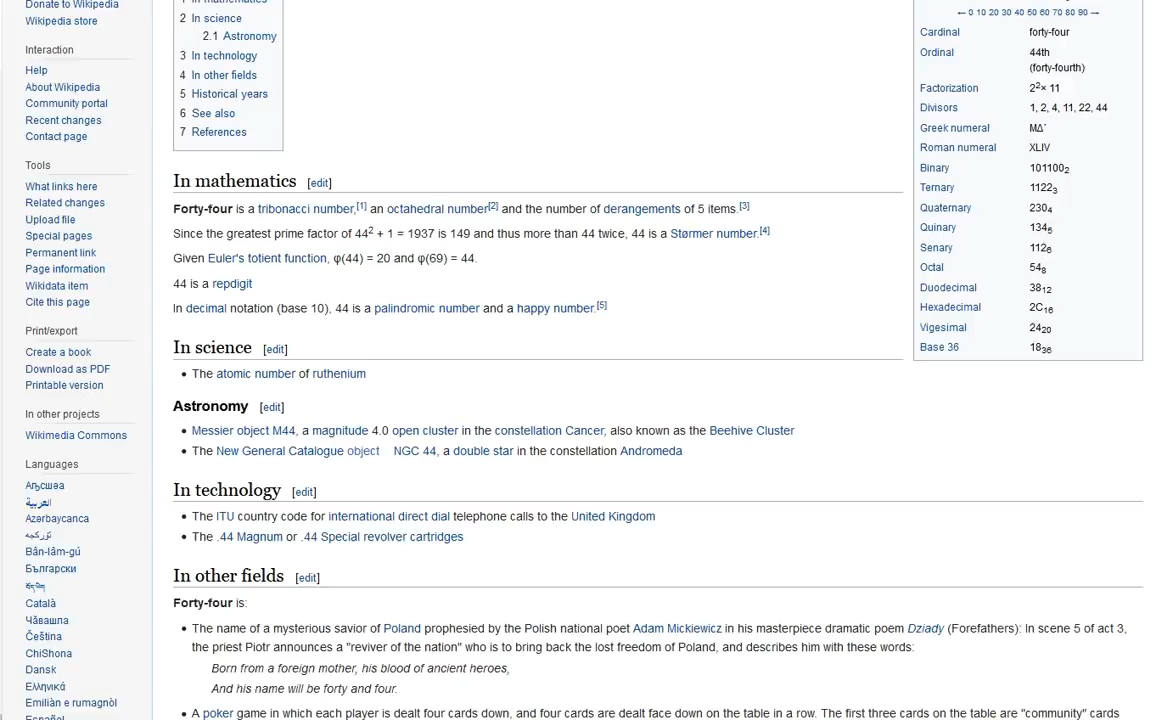 Donate to Wikipedia
Wikipedia store
Interaction
Help
About Wikipedia
Community portal
Recent changes
Contact page
Tools
What links here
Related changes
Upload file
Special pages
Permanent link
Page information
Wikidata item
Cite this page
Print/export
Create a book
Download as PDF
Printable version
In other projects
Wikimedia Commons
Languages
Аҧсшәа
العربية
Azərbaycanca
تۆرکجه
Bân-lâm-gú
Български
Català
Чӑвашла
Čeština
ChiShona
Dansk
Ελληνικά
Emiliàn e rumagnòl
Español
1 In mathematics
2 In science
2.1 Astronomy
3 In technology
4 In other fields
5 Historical years
6 See also
7 References
In mathematics [edit]
Forty-four is a tribonacci number,[1] an octahedral number[2] and the number of derangements of 5 items.[3]
Since the greatest prime factor of 44² + 1 = 1937 is 149 and thus more than 44 twice, 44 is a Størmer number.[4]
Given Euler's totient function, φ(44) = 20 and φ(69) = 44.
44 is a repdigit
In decimal notation (base 10), 44 is a palindromic number and a happy number.[5]
In science [edit]
• The atomic number of ruthenium
Astronomy [edit]
• Messier object M44, a magnitude 4.0 open cluster in the constellation Cancer, also known as the Beehive Cluster
• The New General Catalogue object NGC 44, a double star in the constellation Andromeda
In technology [edit]
• The ITU country code for international direct dial telephone calls to the United Kingdom
• The .44 Magnum or .44 Special revolver cartridges
In other fields [edit]
Forty-four is:
• The name of a mysterious savior of Poland prophesied by the Polish national poet Adam Mickiewicz in his masterpiece dramatic poem Dziady (Forefathers): In scene 5 of act 3,
the priest Piotr announces a "reviver of the nation" who is to bring back the lost freedom of Poland, and describes him with these words:
Born from a foreign mother, his blood of ancient heroes,
And his name will be forty and four.
• A poker game in which each player is dealt four cards down, and four cards are dealt face down on the table in a row. The first three cards on the table are "community" cards
← 0 10 20 30 40 50 60 70 80 90 →
Cardinal forty-four
Ordinal 44th
(forty-fourth)
Factorization 2²× 11
Divisors 1, 2, 4, 11, 22, 44
Greek numeral ΜΔ´
Roman numeral XLIV
Binary 101100₂
Ternary 1122₃
Quaternary 230₄
Quinary 134₅
Senary 112₆
Octal 54₈
Duodecimal 38₁₂
Hexadecimal 2C₁₆
Vigesimal 24₂₀
Base 36 18₃₆